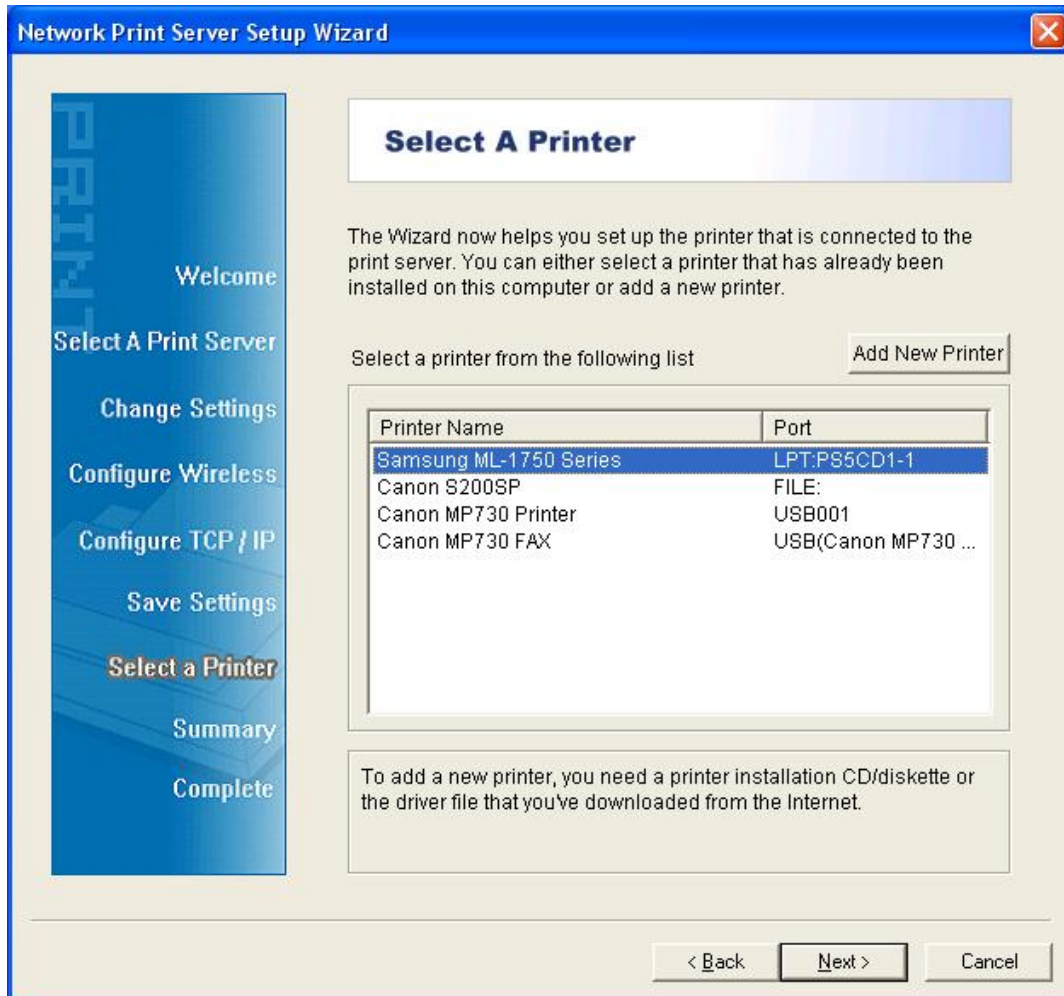 Network Print Server Setup Wizard
PRINT
Welcome
Select A Print Server
Change Settings
Configure Wireless
Configure TCP / IP
Save Settings
Select a Printer
Summary
Complete
Select A Printer
The Wizard now helps you set up the printer that is connected to the
print server. You can either select a printer that has already been
installed on this computer or add a new printer.
Select a printer from the following list
Add New Printer
Printer Name Port
Samsung ML-1750 Series LPT:PS5CD1-1
Canon S200SP FILE:
Canon MP730 Printer USB001
Canon MP730 FAX USB(Canon MP730 ...
To add a new printer, you need a printer installation CD/diskette or
the driver file that you've downloaded from the Internet.
< Back Next > Cancel